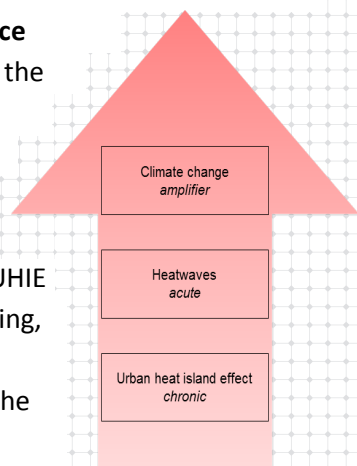 ce
the
UHIE
ing,
he
Climate change
amplifier
Heatwaves
acute
Urban heat island effect
chronic